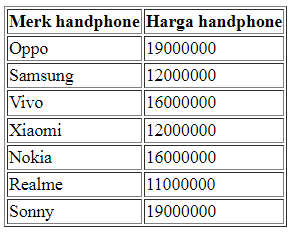 Merk handphone Harga handphone
Oppo 19000000
Samsung 12000000
Vivo 16000000
Xiaomi 12000000
Nokia 16000000
Realme 11000000
Sonny 19000000